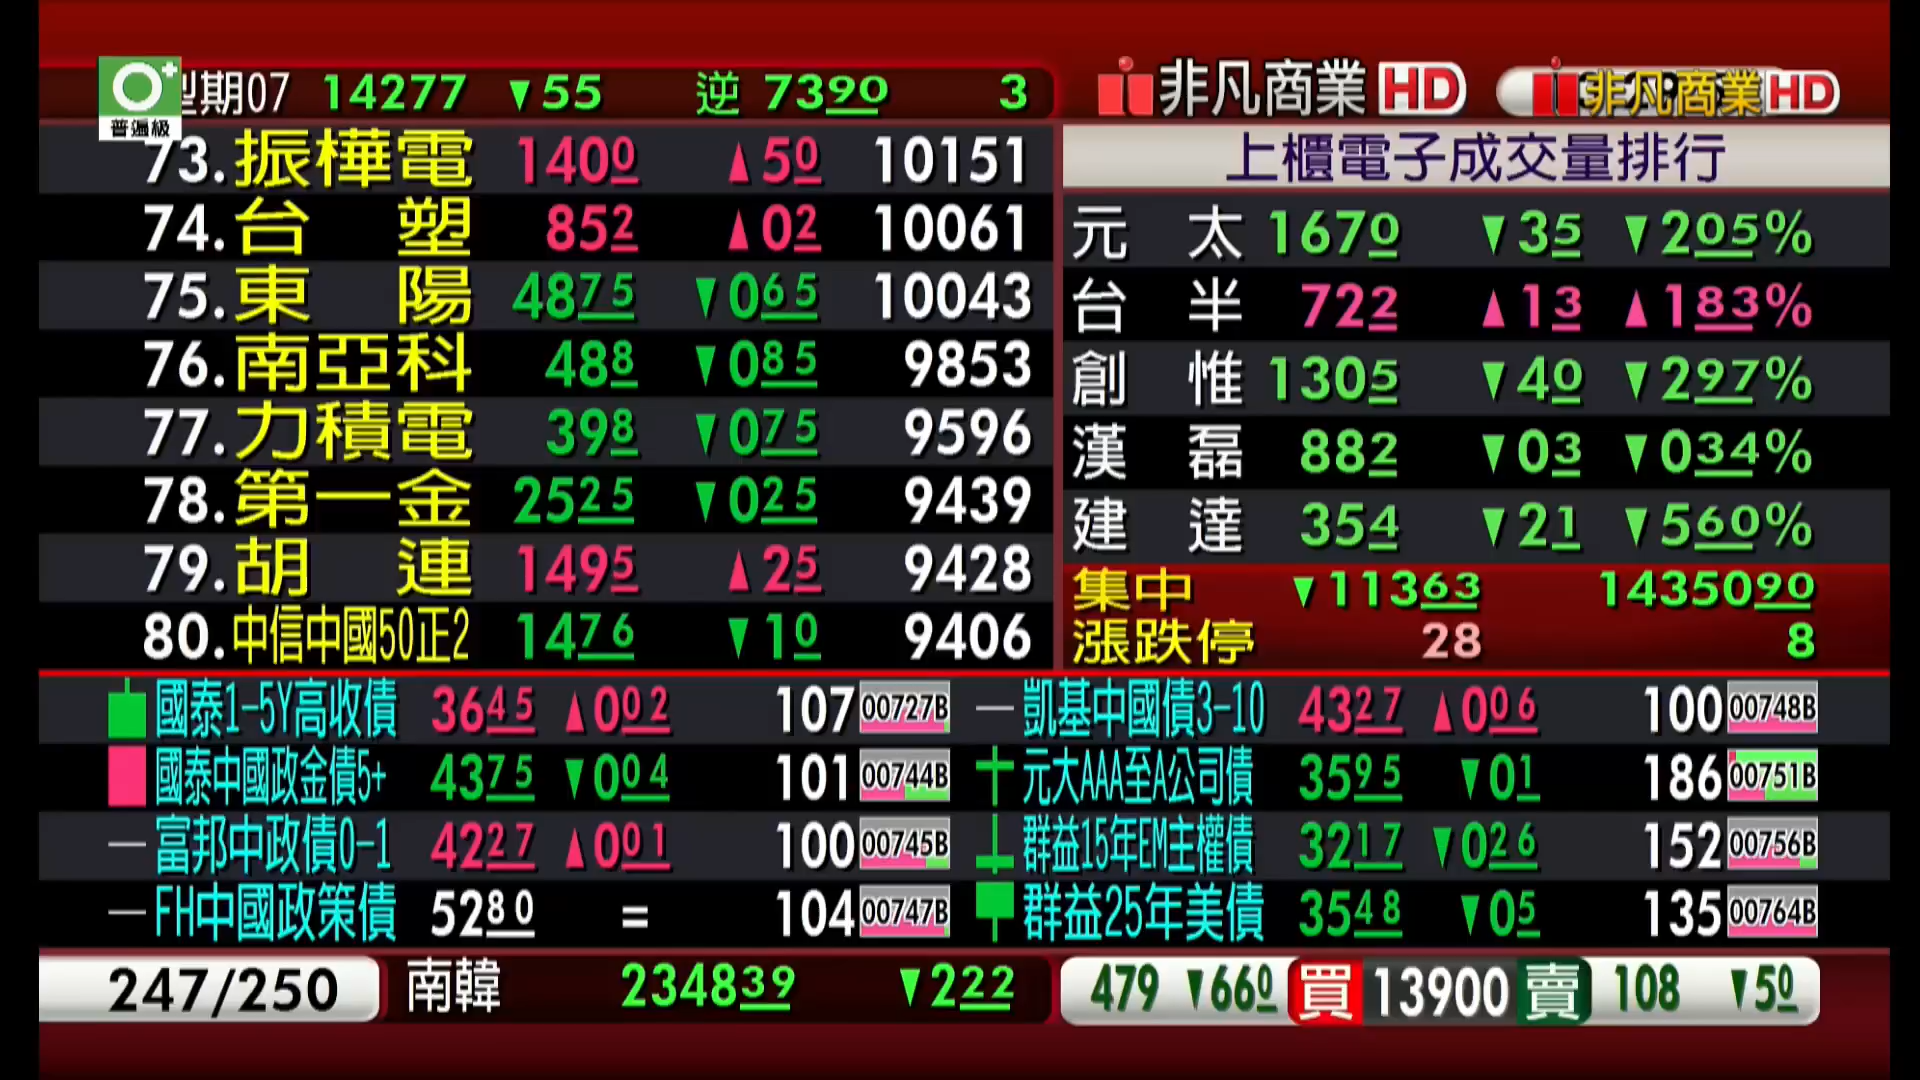 普遍級
型期07 14277 ▼55 逆 7390 3
73.振樺電 1400 ▲50 10151
74.台塑 852 ▲02 10061
75.東陽 4875 ▼065 10043
76.南亞科 488 ▼085 9853
77.力積電 398 ▼075 9596
78.第一金 2525 ▼025 9439
79.胡連 1495 ▲25 9428
80.中信中國50正2 1476 ▼10 9406
非凡商業HD
非凡商業HD
上櫃電子成交量排行
元太 1670 ▼35 ▼205%
台半 722 ▲13 ▲183%
創惟 1305 ▼40 ▼297%
漢磊 882 ▼03 ▼034%
建達 354 ▼21 ▼560%
集中 ▼11363 1435090
漲跌停 28 8
國泰1-5Y高收債 3645 ▲002 107 00727B
國泰中國政金債5+ 4375 ▼004 101 00744B
富邦中政債0-1 4227 ▲001 100 00745B
FH中國政策債 5280 = 104 00747B
凱基中國債3-10 4327 ▲006 100 00748B
元大AAA至A公司債 3595 ▼01 186 00751B
群益15年EM主權債 3217 ▼026 152 00756B
群益25年美債 3548 ▼05 135 00764B
247/250 南韓 234839 ▼222
479 ▼660 買 13900 賣 108 ▼50